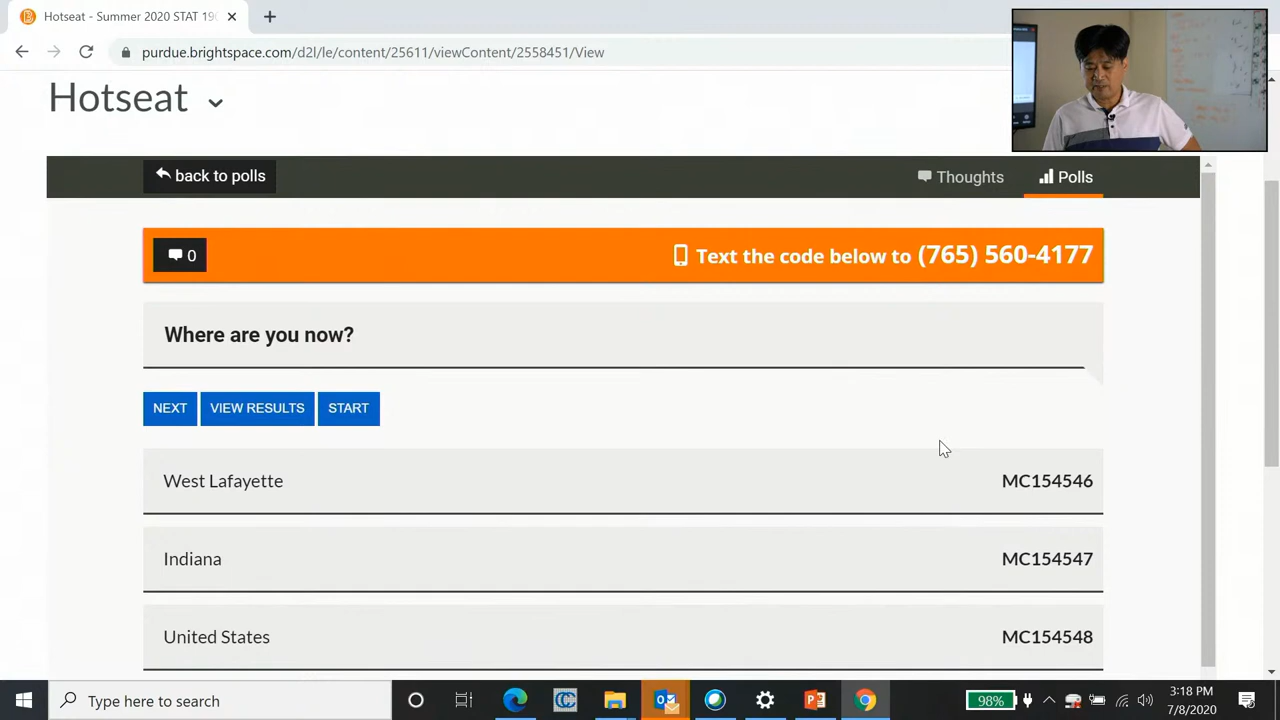 Hotseat - Summer 2020 STAT 190
purdue.brightspace.com/d2l/le/content/25611/viewContent/2558451/View
Hotseat
back to polls
Thoughts
Polls
0
Text the code below to (765) 560-4177
Where are you now?
NEXT
VIEW RESULTS
START
West Lafayette
MC154546
Indiana
MC154547
United States
MC154548
Type here to search
98%
3:18 PM
7/8/2020